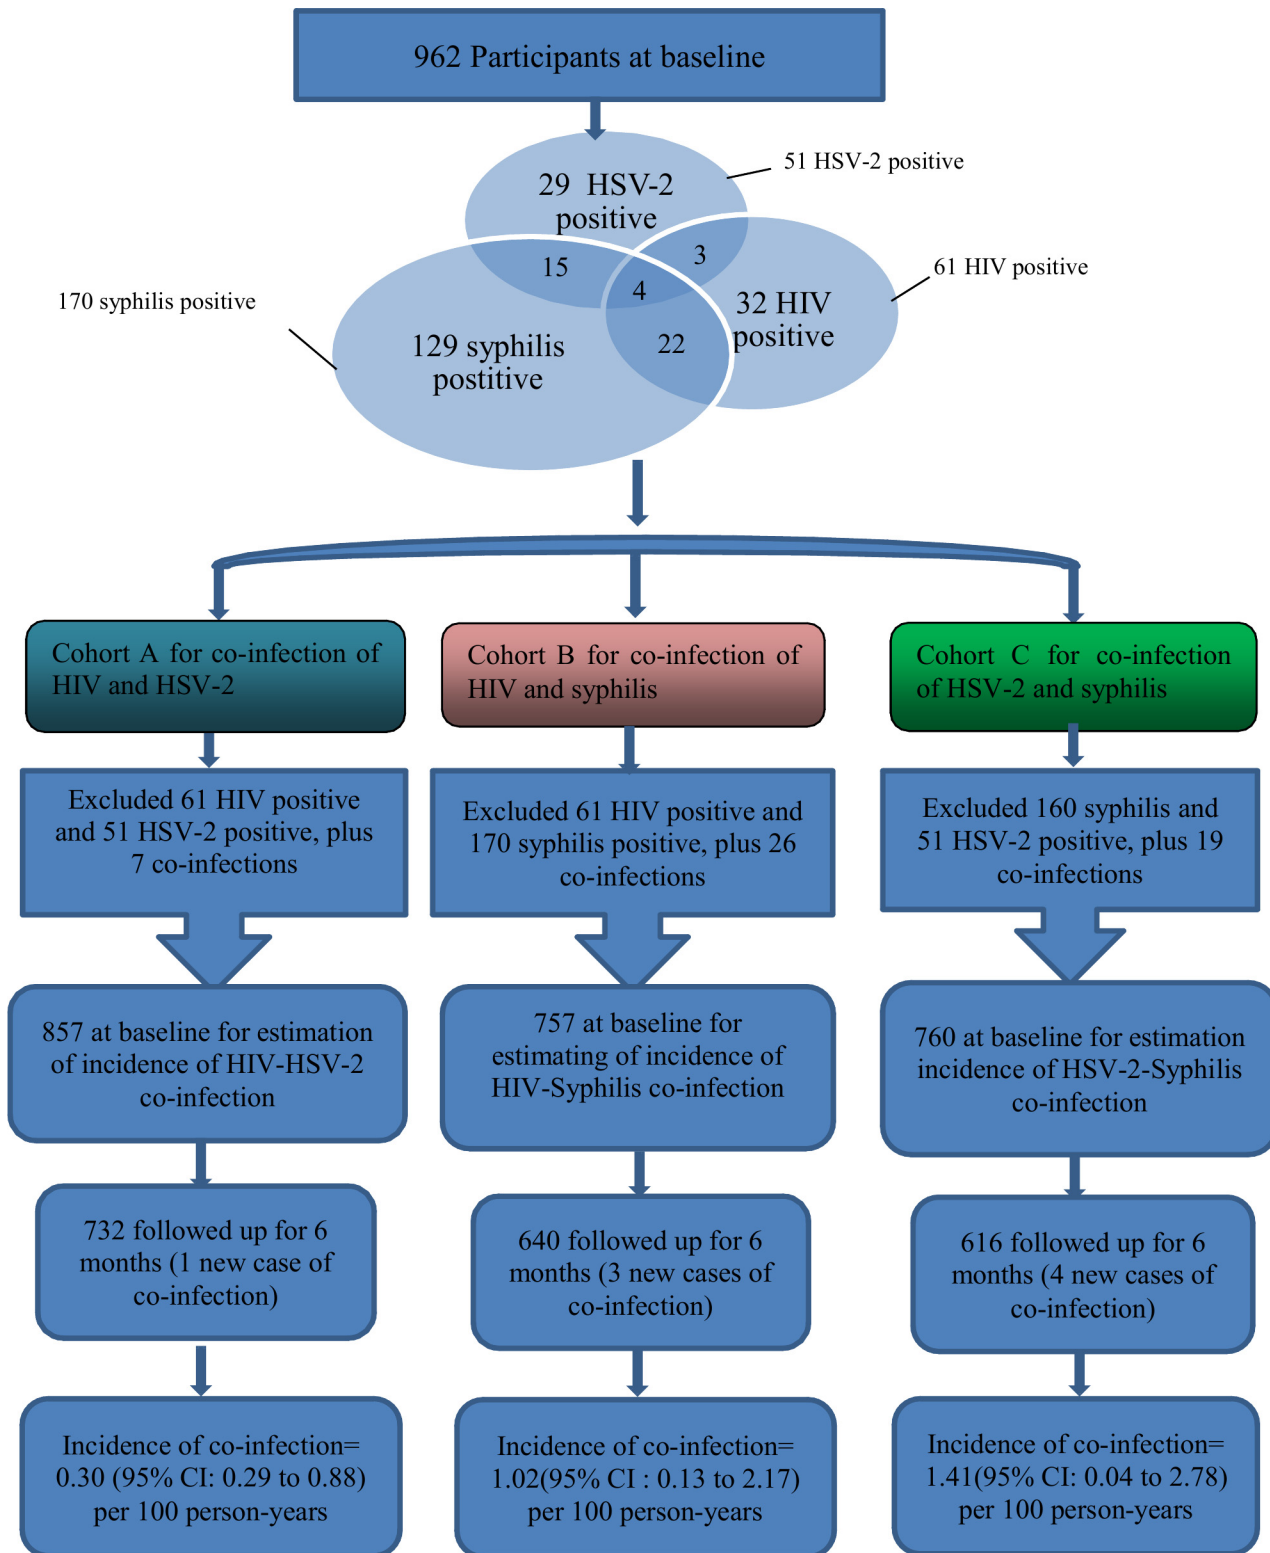 962 Participants at baseline
51 HSV-2 positive
29 HSV-2
positive
3
15
61 HIV positive
4
170 syphilis positive
32 HIV
positive
129 syphilis
postitive
22
Cohort A for co-infection of
HIV and HSV-2
Cohort B for co-infection of
HIV and syphilis
Cohort C for co-infection
of HSV-2 and syphilis
Excluded 61 HIV positive
and 51 HSV-2 positive, plus
7 co-infections
Excluded 61 HIV positive and
170 syphilis positive, plus 26
co-infections
Excluded 160 syphilis and
51 HSV-2 positive, plus 19
co-infections
857 at baseline for estimation
of incidence of HIV-HSV-2
co-infection
757 at baseline for
estimating of incidence of
HIV-Syphilis co-infection
760 at baseline for estimation
incidence of HSV-2-Syphilis
co-infection
732 followed up for 6
months (1 new case of
co-infection)
640 followed up for 6
months (3 new cases of
co-infection)
616 followed up for 6
months (4 new cases of
co-infection)
Incidence of co-infection=
0.30 (95% CI: 0.29 to 0.88)
per 100 person-years
Incidence of co-infection=
1.02(95% CI : 0.13 to 2.17)
per 100 person-years
Incidence of co-infection=
1.41(95% CI: 0.04 to 2.78)
per 100 person-years